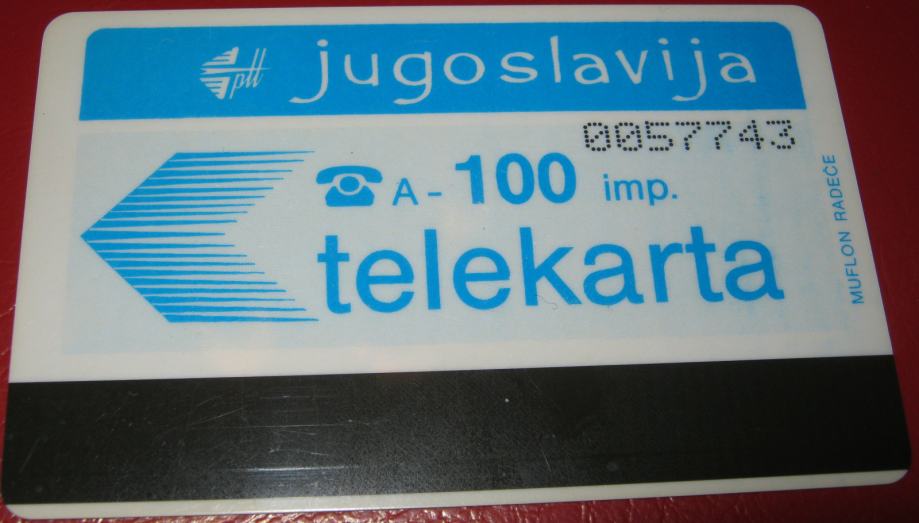 ptt jugoslavija
0057743
A - 100 imp.
telekarta
MUFLON RADEČE